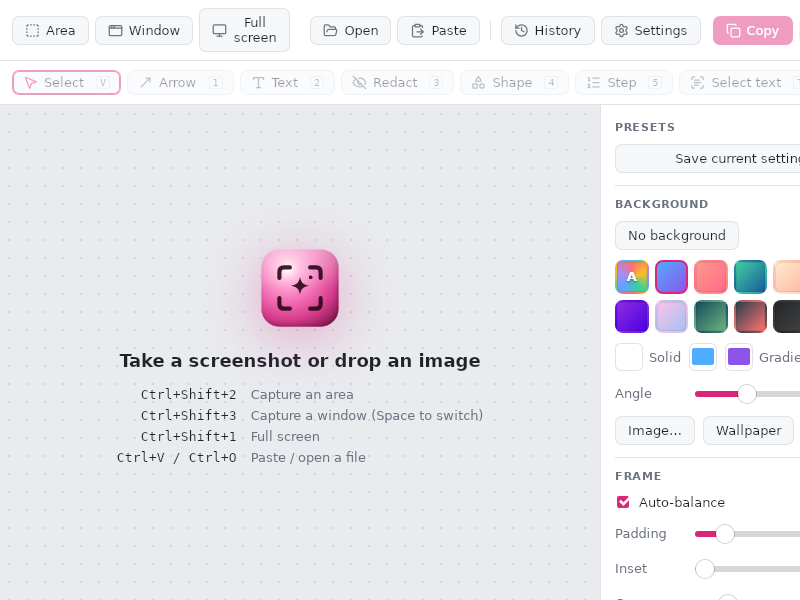 Area
Window
Full screen
Open
Paste
History
Settings
Copy
Select V
Arrow 1
Text 2
Redact 3
Shape 4
Step 5
Select text
PRESETS
Save current
BACKGROUND
No background
A
Solid
Angle
Image...
Wallpaper
Take a screenshot or drop an image
Ctrl+Shift+2 Capture an area
Ctrl+Shift+3 Capture a window (Space to switch)
Ctrl+Shift+1 Full screen
Ctrl+V / Ctrl+O Paste / open a file
FRAME
Auto-balance
Padding
Inset